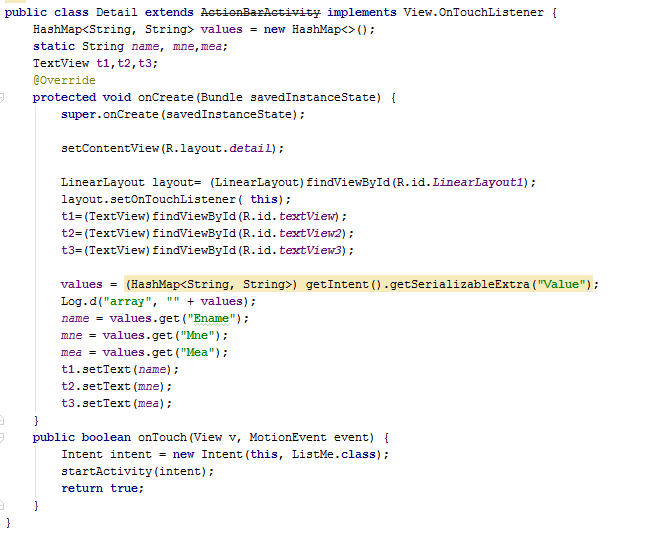 public class Detail extends ActionBarActivity implements View.OnTouchListener {
    HashMap<String, String> values = new HashMap<>();
    static String name, mne,mea;
    TextView t1,t2,t3;
    @Override
    protected void onCreate(Bundle savedInstanceState) {
        super.onCreate(savedInstanceState);
        setContentView(R.layout.detail);
        LinearLayout layout= (LinearLayout)findViewById(R.id.LinearLayout1);
        layout.setOnTouchListener( this);
        t1=(TextView)findViewById(R.id.textView);
        t2=(TextView)findViewById(R.id.textView2);
        t3=(TextView)findViewById(R.id.textView3);
        values = (HashMap<String, String>) getIntent().getSerializableExtra("Value");
        Log.d("array", "" + values);
        name = values.get("Ename");
        mne = values.get("Mne");
        mea = values.get("Mea");
        t1.setText(name);
        t2.setText(mne);
        t3.setText(mea);
    }
    public boolean onTouch(View v, MotionEvent event) {
        Intent intent = new Intent(this, ListMe.class);
        startActivity(intent);
        return true;
    }
}